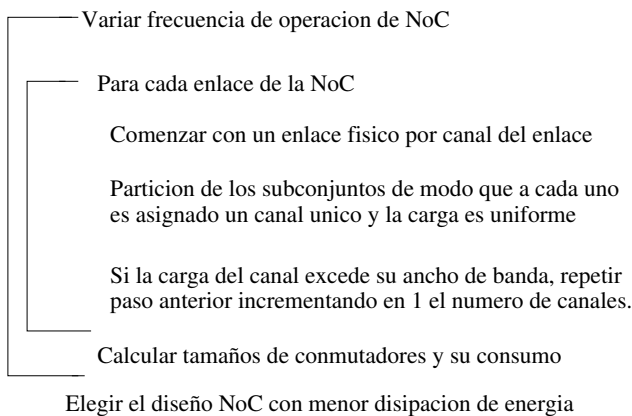 Variar frecuencia de operacion de NoC
Para cada enlace de la NoC
Comenzar con un enlace fisico por canal del enlace
Particion de los subconjuntos de modo que a cada uno
es asignado un canal unico y la carga es uniforme
Si la carga del canal excede su ancho de banda, repetir
paso anterior incrementando en 1 el numero de canales.
Calcular tamaños de conmutadores y su consumo
Elegir el diseño NoC con menor disipacion de energia